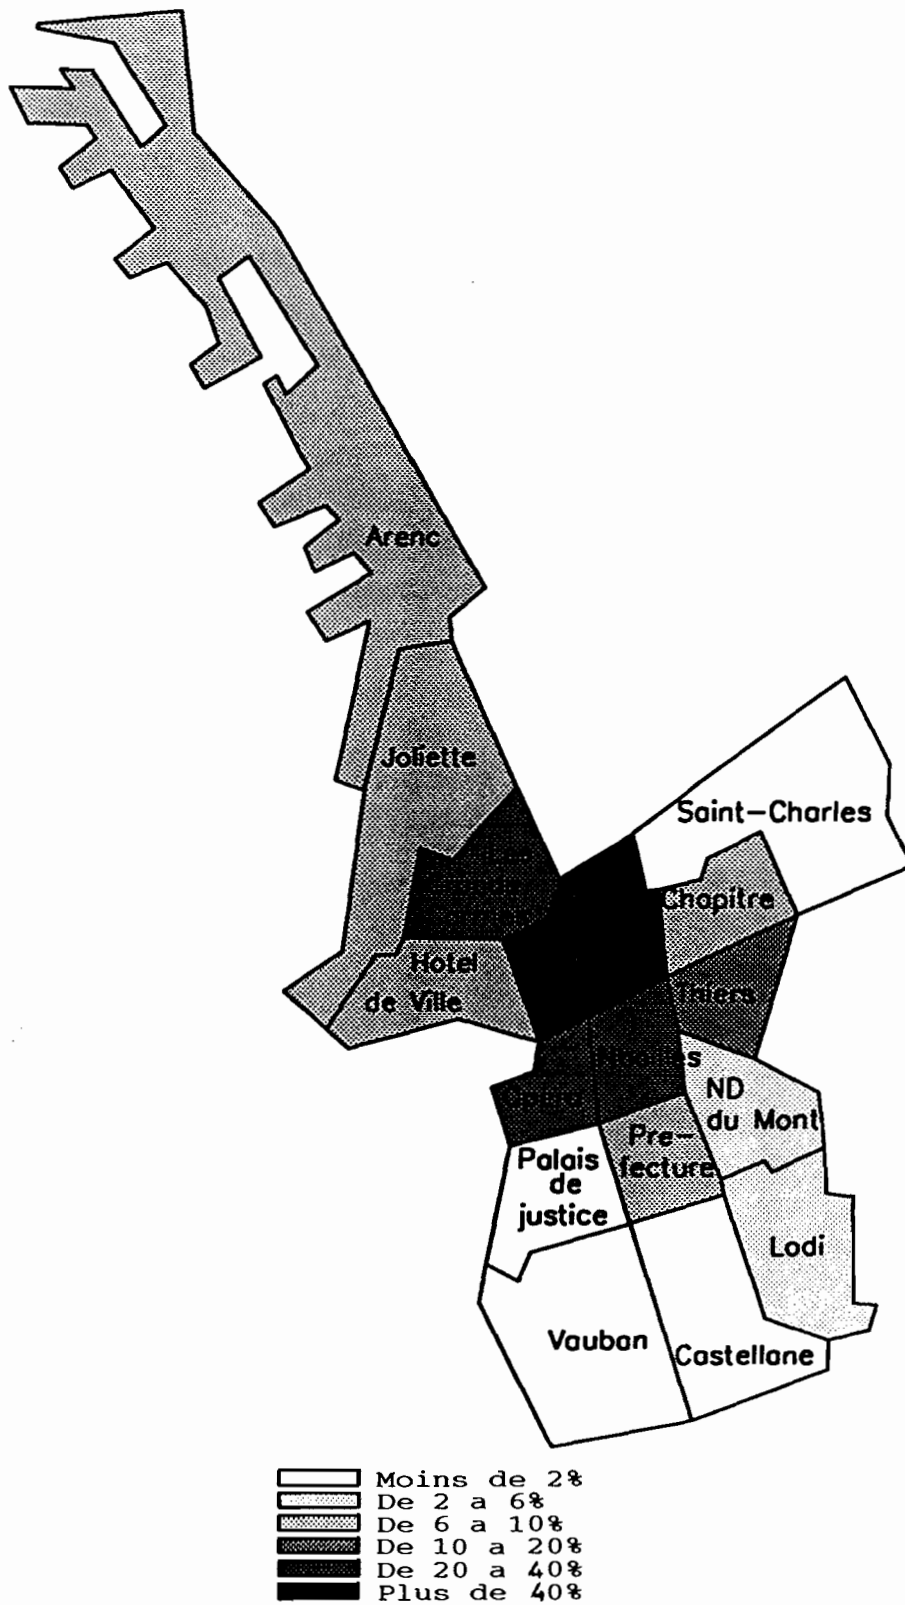 Arenc
Joliette
Saint-Charles
Chapitre
Hotel
de Ville
Thiers
Noailles
Opera
ND
du Mont
Pre-
fecture
Palais
de
justice
Lodi
Vauban
Castellane
Moins de 2%
De 2 a 6%
De 6 a 10%
De 10 a 20%
De 20 a 40%
Plus de 40%